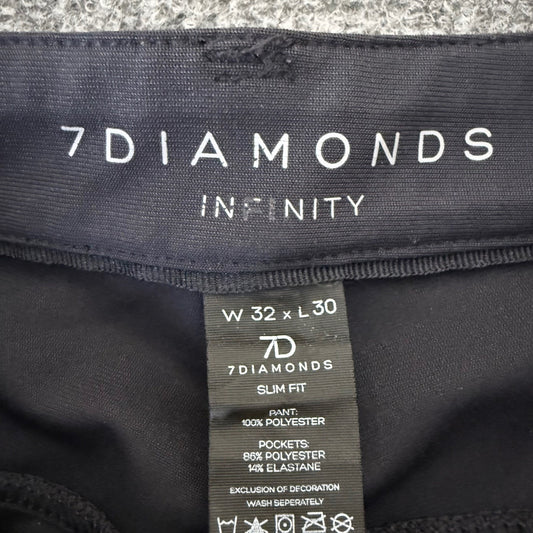 7DIAMONDS
INFINITY
W 32 x L 30
7D
7DIAMONDS
SLIM FIT
PANT:
100% POLYESTER
POCKETS:
86% POLYESTER
14% ELASTANE
EXCLUSION OF DECORATION
WASH SEPERATELY